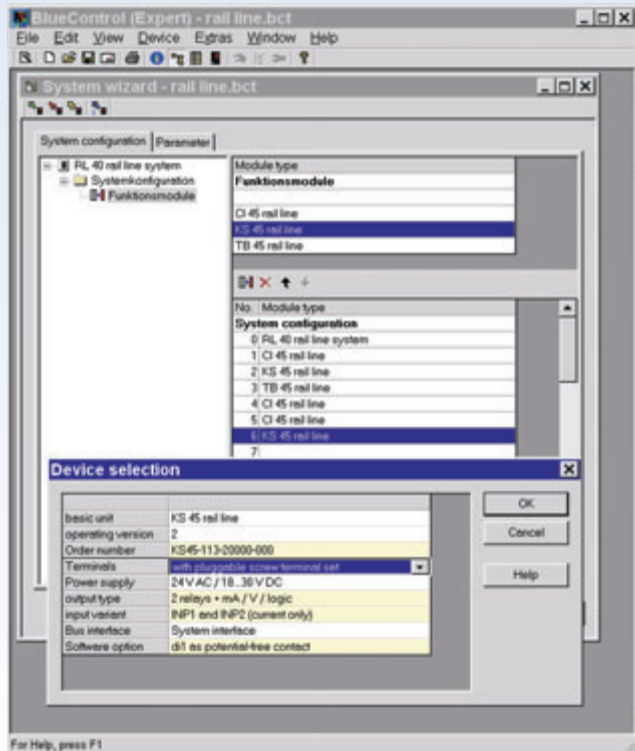 BlueControl (Expert) - rail line.bct
File Edit View Device Extras Window Help
System wizard - rail line.bct
System configuration Parameter
RL 40 rail line system
Systemkonfiguration
Funktionsmodule
Module type
Funktionsmodule
CI 45 rail line
KS 45 rail line
TB 45 rail line
No. Module type
System configuration
0 RL 40 rail line system
1 CI 45 rail line
2 KS 45 rail line
3 TB 45 rail line
4 CI 45 rail line
5 CI 45 rail line
6 KS 45 rail line
7
Device selection
basic unit KS 45 rail line
operating version 2
Order number KS45-113-20000-000
Terminals with pluggable screw terminal set
Power supply 24 V AC / 18..30 V DC
output type 2 relays + mA / V / logic
input variant INP1 and INP2 (current only)
Bus interface System interface
Software option di1 as potential-free contact
OK
Cancel
Help
For Help, press F1